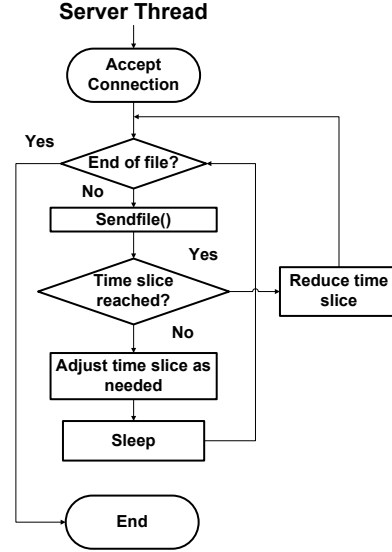 Server Thread
Accept
Connection
Yes
End of file?
No
Sendfile()
Yes
Time slice
reached?
Reduce time
slice
No
Adjust time slice as
needed
Sleep
End